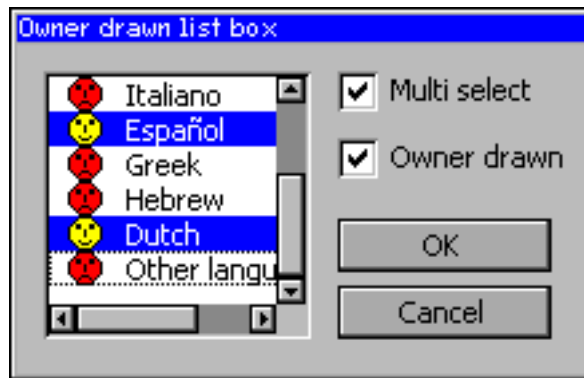 Owner drawn list box
Italiano
Español
Greek
Hebrew
Dutch
Other langu
Multi select
Owner drawn
OK
Cancel